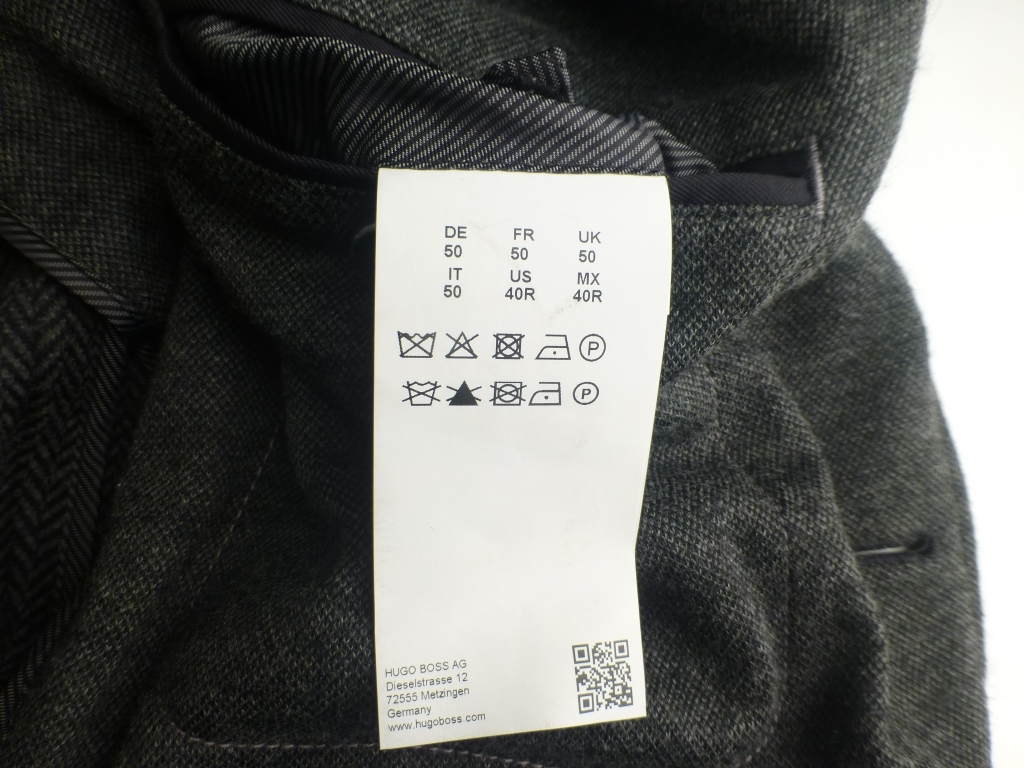 DE FR UK
50 50 50
IT US MX
50 40R 40R
P
P
HUGO BOSS AG
Dieselstrasse 12
72555 Metzingen
Germany
www.hugoboss.com